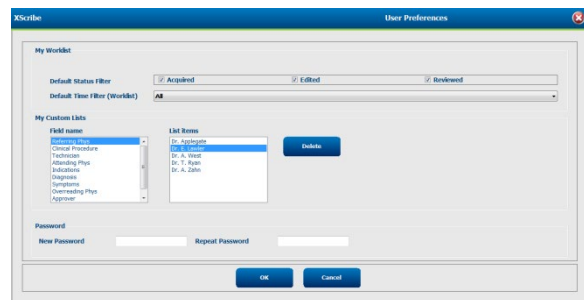 XScribe User Preferences
My Worklist
Default Status Filter Acquired Edited Reviewed
Default Time Filter (Worklist) All
My Custom Lists
Field name List items
Referring Phys Dr. Applegate
Clinical Procedure Dr. E. Lawler
Technician Dr. A. West
Attending Phys Dr. T. Ryan
Indications Dr. A. Zahn
Diagnosis
Symptoms
Overreading Phys
Approver
Delete
Password
New Password Repeat Password
OK Cancel